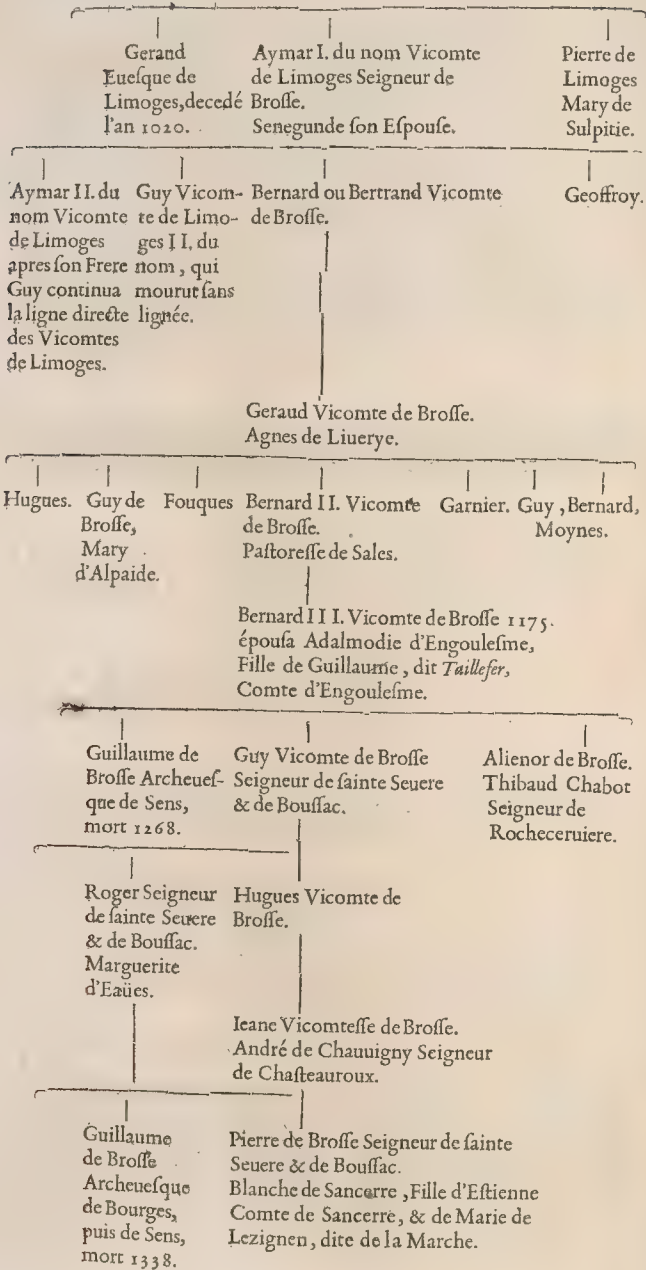 Gerand
Euesque de
Limoges, decedé
l'an 1020.
Aymar I. du nom Vicomte
de Limoges Seigneur de
Brosse.
Senegunde son Espouse.
Pierre de
Limoges
Mary de
Sulpitie.
Aymar II. du
nom Vicomte
de Limoges
apres son Frere
Guy continua
la ligne directe
des Vicomtes
de Limoges.
Guy Vicom-
te de Limo-
ges II. du
nom, qui
mourut sans
lignée.
Bernard ou Bertrand Vicomte
de Brosse.
Geoffroy.
Geraud Vicomte de Brosse.
Agnes de Liuerye.
Hugues.
Guy de
Brosse,
Mary
d'Alpaide.
Fouques
Bernard II. Vicomte
de Brosse.
Pastoresse de Sales.
Garnier.
Guy, Bernard,
Moynes.
Bernard III. Vicomte de Brosse 1175.
épousa Adalmodie d'Engoulesme,
Fille de Guillaume, dit Taillefer,
Comte d'Engoulesme.
Guillaume de
Brosse Archeues-
que de Sens,
mort 1268.
Guy Vicomte de Brosse
Seigneur de sainte Seuere
& de Boussac.
Alienor de Brosse.
Thibaud Chabot
Seigneur de
Rocheceruiere.
Roger Seigneur
de sainte Seuere
& de Boussac.
Marguerite
d'Eaües.
Hugues Vicomte de
Brosse.
Ieane Vicomtesse de Brosse.
André de Chauuigny Seigneur
de Chasteauroux.
Guillaume
de Brosse
Archeuesque
de Bourges,
puis de Sens,
mort 1338.
Pierre de Brosse Seigneur de sainte
Seuere & de Boussac.
Blanche de Sancerre, Fille d'Estienne
Comte de Sancerre, & de Marie de
Lezignen, dite de la Marche.